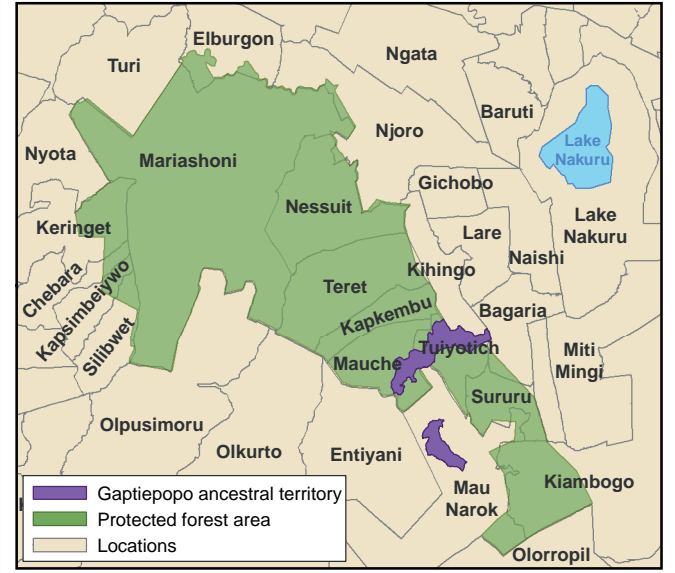 Elburgon
Turi
Ngata
Baruti
Njoro
Lake
Nakuru
Nyota
Mariashoni
Gichobo
Nessuit
Lake
Nakuru
Keringet
Lare
Naishi
Kihingo
Chebara
Teret
Kapsimbeiywo
Kapkembu
Bagaria
Silibwet
Tuiyotich
Mauche
Miti
Mingi
Sururu
Olpusimoru
Olkurto
Entiyani
Kiambogo
Mau
Narok
Olorropil
Gaptiepopo ancestral territory
Protected forest area
Locations